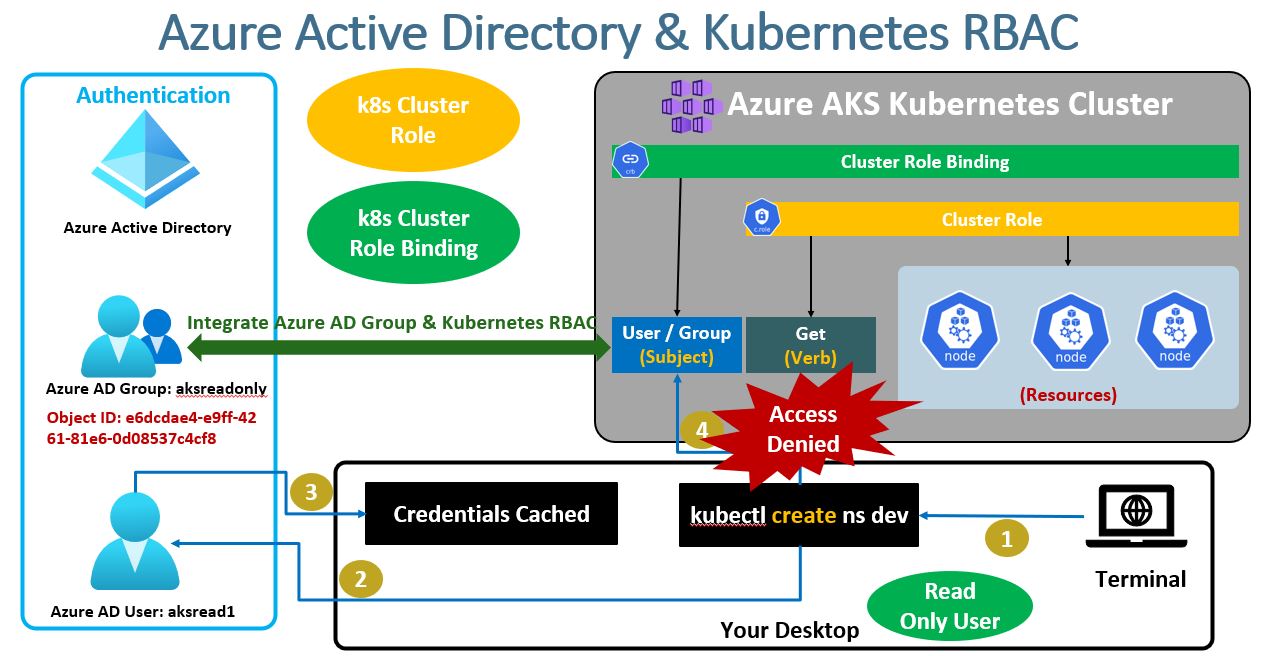 Azure Active Directory & Kubernetes RBAC
Authentication
Azure Active Directory
k8s Cluster
Role
k8s Cluster
Role Binding
Azure AKS Kubernetes Cluster
crb
Cluster Role Binding
c.role
Cluster Role
Integrate Azure AD Group & Kubernetes RBAC
User / Group
(Subject)
Get
(Verb)
node
node
node
(Resources)
Azure AD Group: aksreadonly
Object ID: e6dcdae4-e9ff-42
61-81e6-0d08537c4cf8
4
Access
Denied
3
Credentials Cached
kubectl create ns dev
1
Terminal
2
Azure AD User: aksread1
Read
Only User
Your Desktop